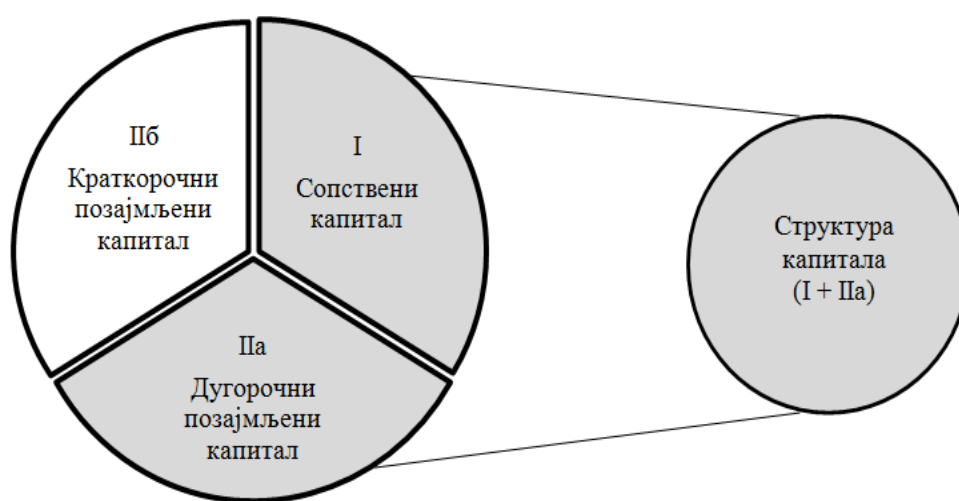 IIб
Краткорочни
позајмљени
капитал
I
Сопствени
капитал
IIа
Дугорочни
позајмљени
капитал
Структура
капитала
(I + IIа)